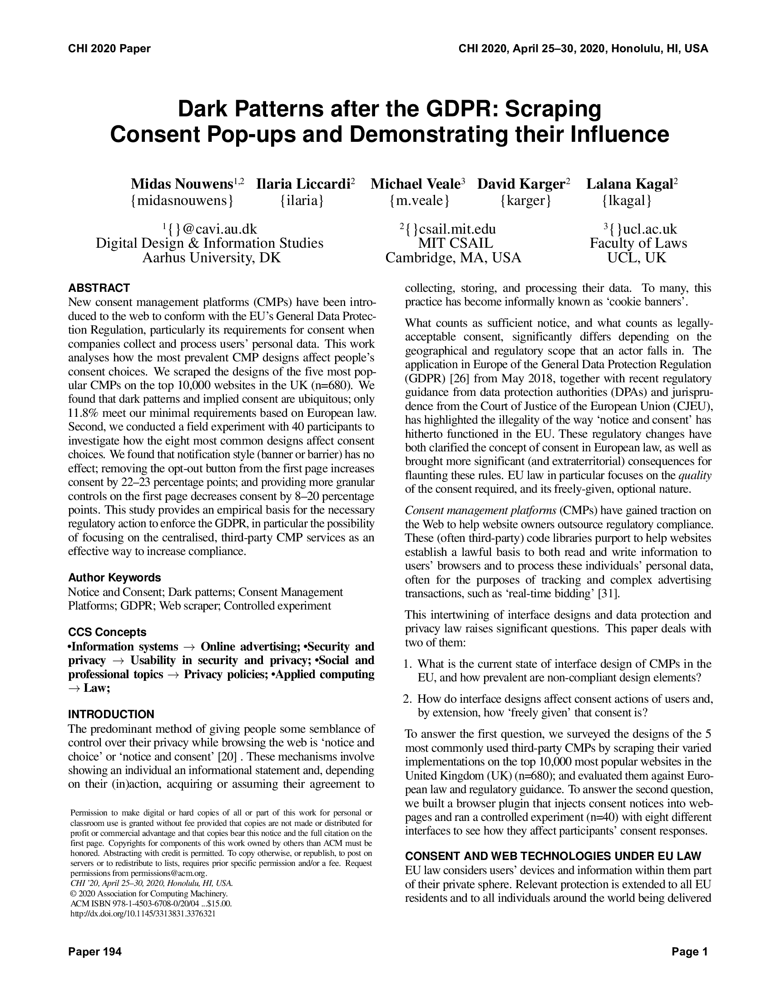 CHI 2020 Paper
CHI 2020, April 25–30, 2020, Honolulu, HI, USA
Dark Patterns after the GDPR: Scraping
Consent Pop-ups and Demonstrating their Influence
Midas Nouwens1,2 Ilaria Liccardi2 Michael Veale3 David Karger2 Lalana Kagal2
{midasnouwens} {ilaria} {m.veale} {karger} {lkagal}
1{}@cavi.au.dk 2{}csail.mit.edu 3{}ucl.ac.uk
Digital Design & Information Studies MIT CSAIL Faculty of Laws
Aarhus University, DK Cambridge, MA, USA UCL, UK
ABSTRACT
New consent management platforms (CMPs) have been intro-
duced to the web to conform with the EU's General Data Protec-
tion Regulation, particularly its requirements for consent when
companies collect and process users' personal data. This work
analyses how the most prevalent CMP designs affect people's
consent choices. We scraped the designs of the five most pop-
ular CMPs on the top 10,000 websites in the UK (n=680). We
found that dark patterns and implied consent are ubiquitous; only
11.8% meet our minimal requirements based on European law.
Second, we conducted a field experiment with 40 participants to
investigate how the eight most common designs affect consent
choices. We found that notification style (banner or barrier) has no
effect; removing the opt-out button from the first page increases
consent by 22–23 percentage points; and providing more granular
controls on the first page decreases consent by 8–20 percentage
points. This study provides an empirical basis for the necessary
regulatory action to enforce the GDPR, in particular the possibility
of focusing on the centralised, third-party CMP services as an
effective way to increase compliance.
Author Keywords
Notice and Consent; Dark patterns; Consent Management
Platforms; GDPR; Web scraper; Controlled experiment
CCS Concepts
•Information systems → Online advertising; •Security and
privacy → Usability in security and privacy; •Social and
professional topics → Privacy policies; •Applied computing
→ Law;
INTRODUCTION
The predominant method of giving people some semblance of
control over their privacy while browsing the web is ‘notice and
choice’ or ‘notice and consent’ [20] . These mechanisms involve
showing an individual an informational statement and, depending
on their (in)action, acquiring or assuming their agreement to
Permission to make digital or hard copies of all or part of this work for personal or
classroom use is granted without fee provided that copies are not made or distributed for
profit or commercial advantage and that copies bear this notice and the full citation on the
first page. Copyrights for components of this work owned by others than ACM must be
honored. Abstracting with credit is permitted. To copy otherwise, or republish, to post on
servers or to redistribute to lists, requires prior specific permission and/or a fee. Request
permissions from permissions@acm.org.
CHI ’20, April 25–30, 2020, Honolulu, HI, USA.
© 2020 Association for Computing Machinery.
ACM ISBN 978-1-4503-6708-0/20/04 ...$15.00.
http://dx.doi.org/10.1145/3313831.3376321
collecting, storing, and processing their data. To many, this
practice has become informally known as ‘cookie banners’.
What counts as sufficient notice, and what counts as legally-
acceptable consent, significantly differs depending on the
geographical and regulatory scope that an actor falls in. The
application in Europe of the General Data Protection Regulation
(GDPR) [26] from May 2018, together with recent regulatory
guidance from data protection authorities (DPAs) and jurispru-
dence from the Court of Justice of the European Union (CJEU),
has highlighted the illegality of the way ‘notice and consent’ has
hitherto functioned in the EU. These regulatory changes have
both clarified the concept of consent in European law, as well as
brought more significant (and extraterritorial) consequences for
flaunting these rules. EU law in particular focuses on the quality
of the consent required, and its freely-given, optional nature.
Consent management platforms (CMPs) have gained traction on
the Web to help website owners outsource regulatory compliance.
These (often third-party) code libraries purport to help websites
establish a lawful basis to both read and write information to
users’ browsers and to process these individuals’ personal data,
often for the purposes of tracking and complex advertising
transactions, such as ‘real-time bidding’ [31].
This intertwining of interface designs and data protection and
privacy law raises significant questions. This paper deals with
two of them:
1. What is the current state of interface design of CMPs in the
EU, and how prevalent are non-compliant design elements?
2. How do interface designs affect consent actions of users and,
by extension, how ‘freely given’ that consent is?
To answer the first question, we surveyed the designs of the 5
most commonly used third-party CMPs by scraping their varied
implementations on the top 10,000 most popular websites in the
United Kingdom (UK) (n=680); and evaluated them against Euro-
pean law and regulatory guidance. To answer the second question,
we built a browser plugin that injects consent notices into web-
pages and ran a controlled experiment (n=40) with eight different
interfaces to see how they affect participants’ consent responses.
CONSENT AND WEB TECHNOLOGIES UNDER EU LAW
EU law considers users’ devices and information within them part
of their private sphere. Relevant protection is extended to all EU
residents and to all individuals around the world being delivered
Paper 194
Page 1